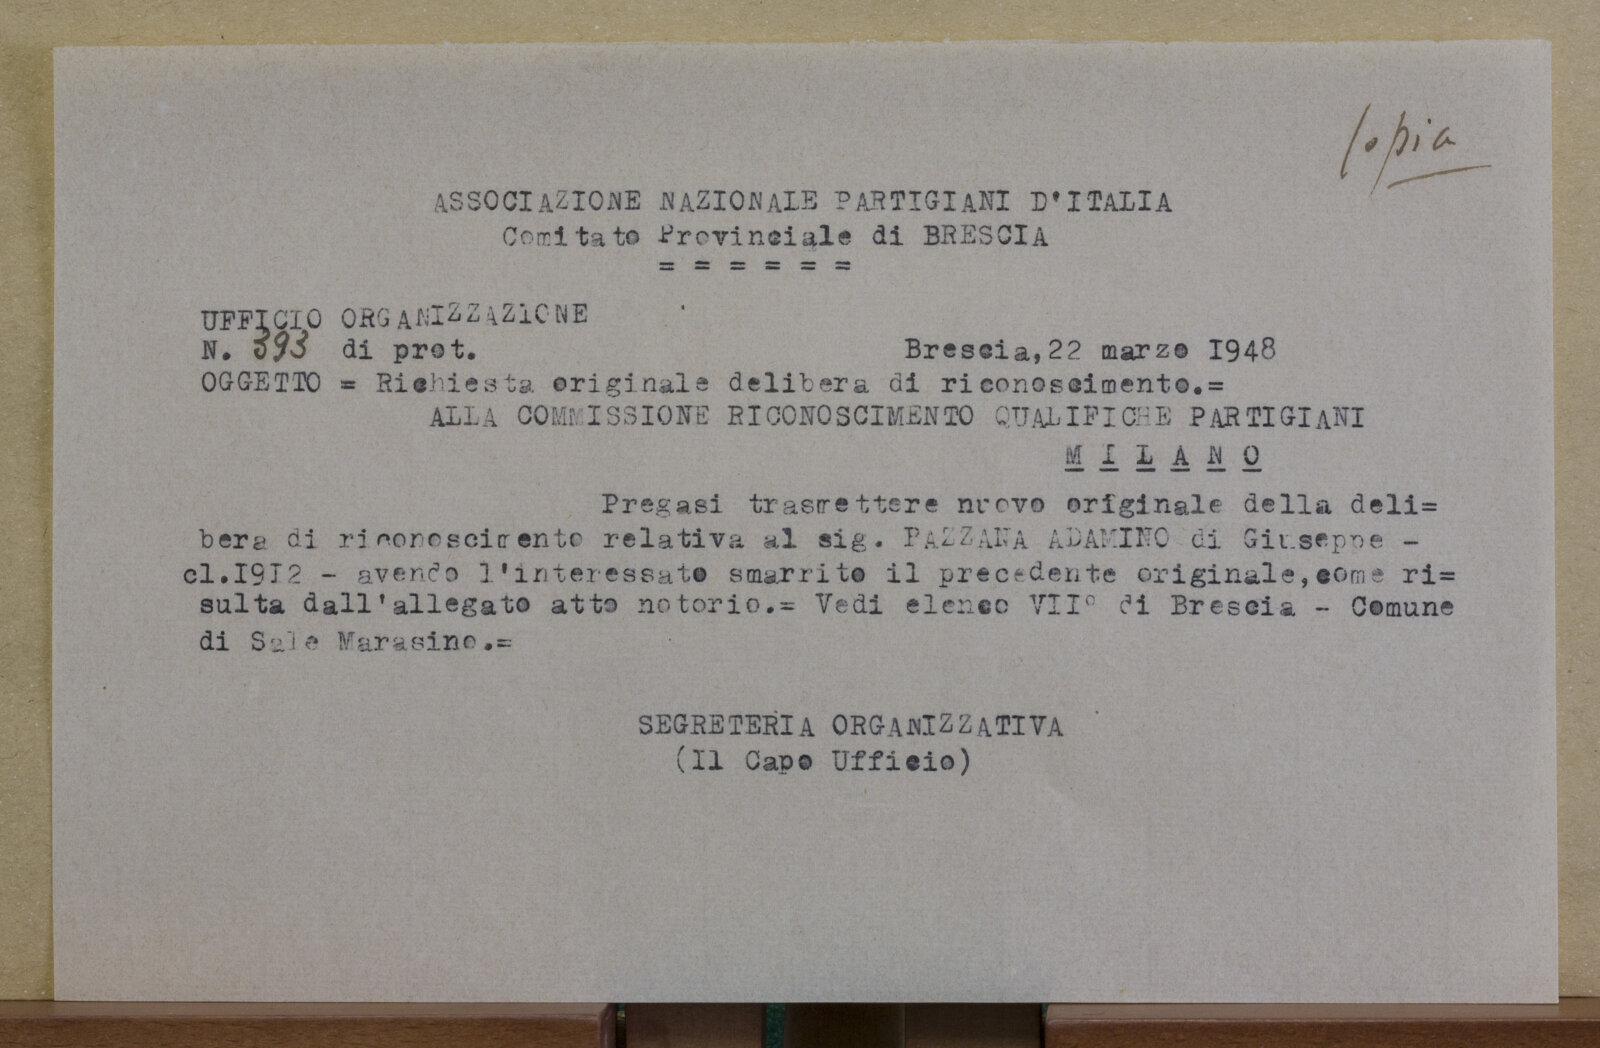 Copia
ASSOCIAZIONE NAZIONALE PARTIGIANI D'ITALIA
Comitato Provinciale di BRESCIA
= = = = = =
UFFICIO ORGANIZZAZIONE
N. 393 di prot. Brescia,22 marzo 1948
OGGETTO = Richiesta originale delibera di riconoscimento.=
ALLA COMMISSIONE RICONOSCIMENTO QUALIFICHE PARTIGIANI
M I L A N O
Pregasi trasmettere nuovo originale della deli=
bera di riconoscimento relativa al sig. PAZZANA ADAMINO di Giuseppe -
cl.1912 - avendo l'interessato smarrito il precedente originale,come ri=
sulta dall'allegato atto notorio.= Vedi elenco VII° di Brescia - Comune
di Sale Marasino.=
SEGRETERIA ORGANIZZATIVA
(Il Capo Ufficio)